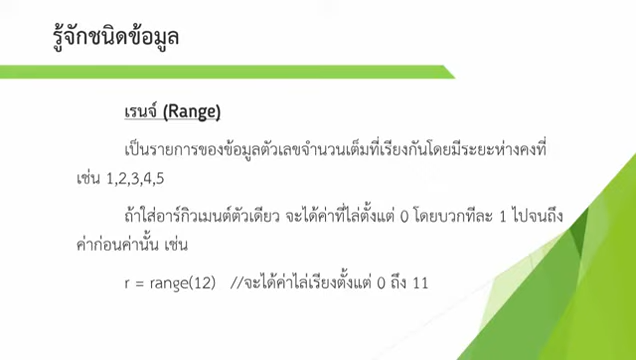 รู้จักชนิดข้อมูล
เรนจ์ (Range)
เป็นรายการของข้อมูลตัวเลขจำนวนเต็มที่เรียงกันโดยมีระยะห่างคงที่
เช่น 1,2,3,4,5
ถ้าใส่อาร์กิวเมนต์ตัวเดียว จะได้ค่าที่ไล่ตั้งแต่ 0 โดยบวกทีละ 1 ไปจนถึง
ค่าก่อนค่านั้น เช่น
r = range(12) //จะได้ค่าไล่เรียงตั้งแต่ 0 ถึง 11